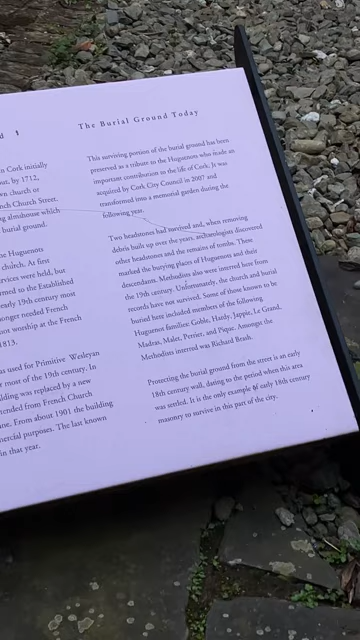 d
The Burial Ground Today
n Cork initially
eat, by 1712,
own church or
nch Church Street.
ng almshouse which
burial ground.
he Huguenots
church. At first
rvices were held, but
rmed to the Established
early 19th century most
longer needed French
not worship at the French
1813.
as used for Primitive Wesleyan
r most of the 19th century. In
ilding was replaced by a new
tended from French Church
ane. From about 1901 the building
mercial purposes. The last known
in that year.
This surviving portion of the burial ground has been
preserved as a tribute to the Huguenots who made an
important contribution to the life of Cork. It was
acquired by Cork City Council in 2007 and
transformed into a memorial garden during the
following year.
Two headstones had survived and, when removing
debris built up over the years, archaeologists discovered
other headstones and the remains of tombs. These
marked the burying places of Huguenots and their
descendants. Methodists also were interred here from
the 19th century. Unfortunately, the church and burial
records have not survived. Some of those known to be
buried here included members of the following
Huguenot families: Goble, Hardy, Jappie, Le Grand,
Madras, Malet, Perrier, and Pique. Amongst the
Methodists interred was Richard Beash.
Protecting the burial ground from the street is an early
18th century wall, dating to the period when this area
was settled. It is the only example of early 18th century
masonry to survive in this part of the city.